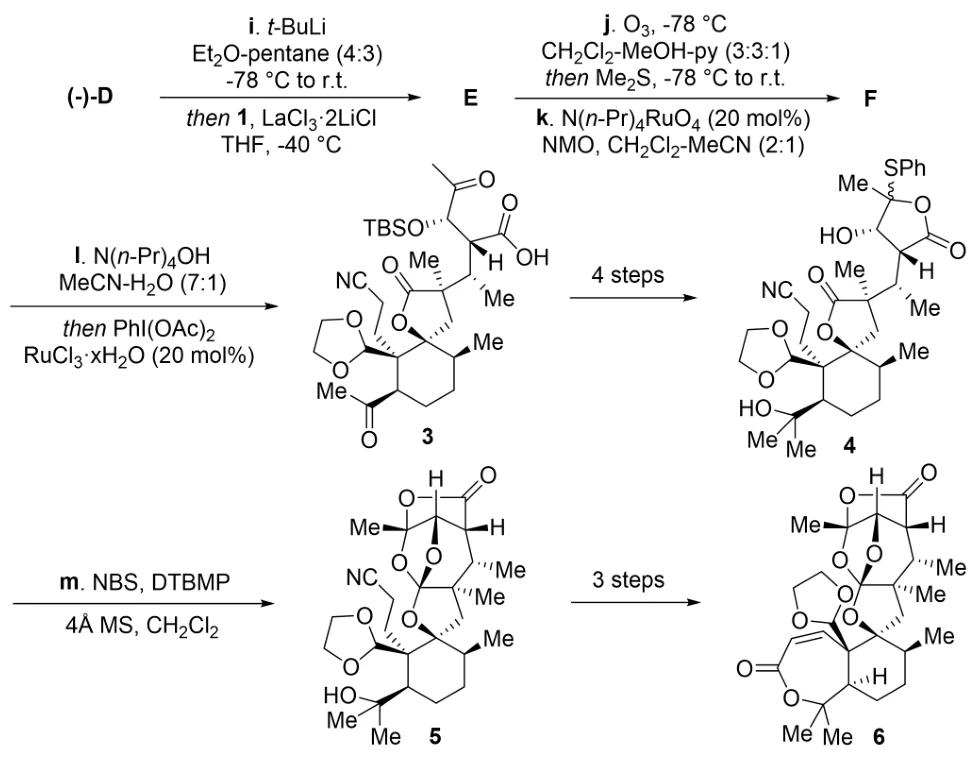 i. t-BuLi
Et2O-pentane (4:3)
-78 °C to r.t.
(-)-D
then 1, LaCl3·2LiCl
THF, -40 °C
E
j. O3, -78 °C
CH2Cl2-MeOH-py (3:3:1)
then Me2S, -78 °C to r.t.
k. N(n-Pr)4RuO4 (20 mol%)
NMO, CH2Cl2-MeCN (2:1)
F
l. N(n-Pr)4OH
MeCN-H2O (7:1)
then PhI(OAc)2
RuCl3·xH2O (20 mol%)
O
TBSO
O
OH
H
Me
Me
O
O
NC
O
O
Me
Me
O
3
4 steps
SPh
Me
O
O
HO
H
Me
Me
O
O
NC
O
O
Me
HO
Me
Me
4
m. NBS, DTBMP
4Å MS, CH2Cl2
H
O
O
Me
H
O
O
Me
Me
NC
O
O
O
Me
HO
Me
Me
5
3 steps
H
O
O
Me
H
O
O
Me
Me
O
O
O
Me
O
O
H
Me
Me
6